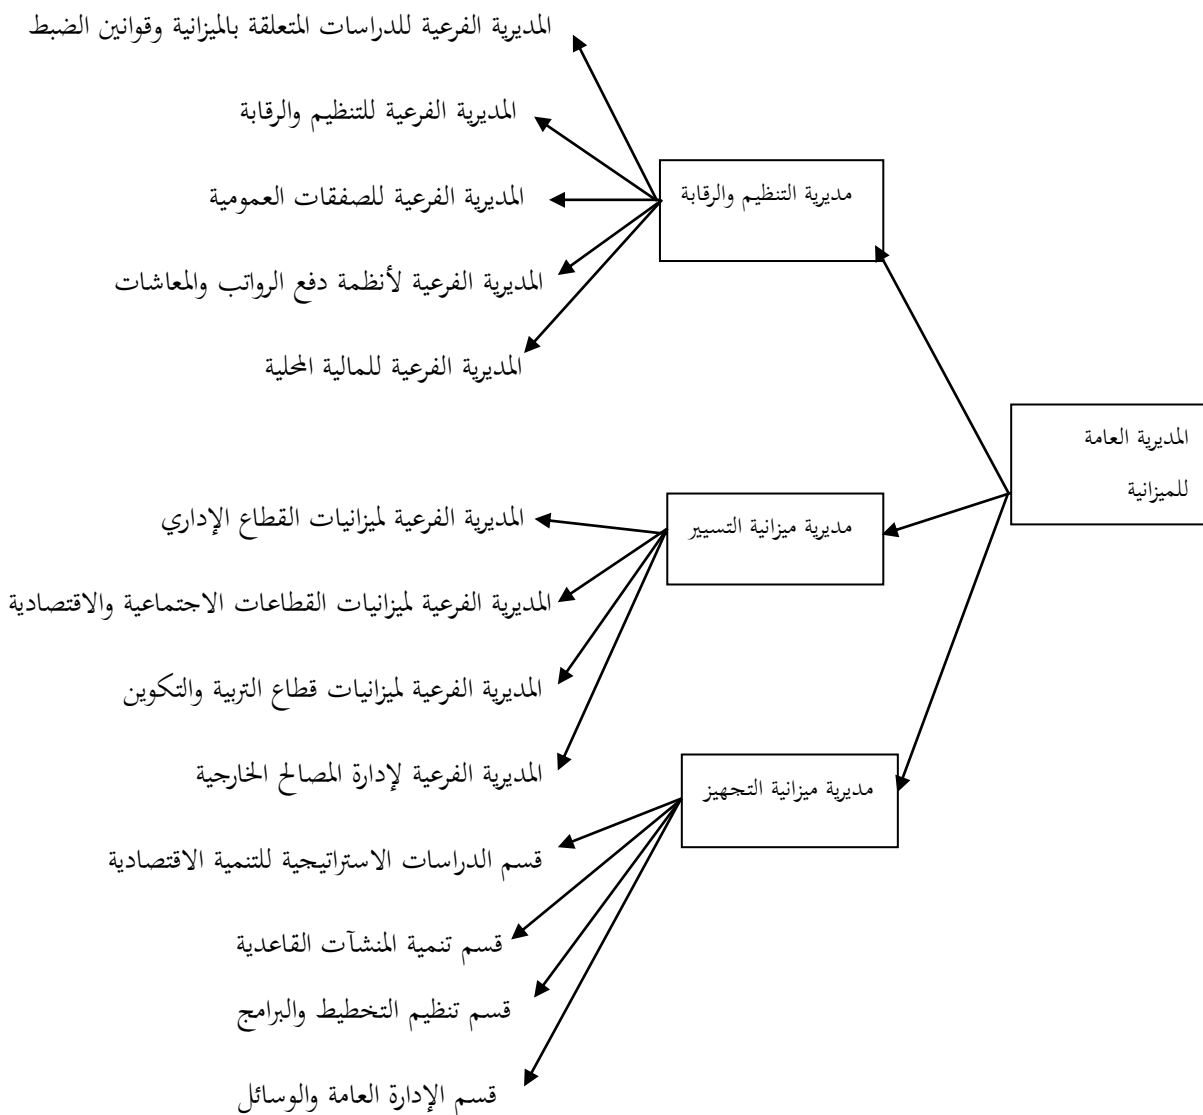 المديرية العامة
للميزانية
مديرية التنظيم والرقابة
المديرية الفرعية للدراسات المتعلقة بالميزانية وقوانين الضبط
المديرية الفرعية للتنظيم والرقابة
المديرية الفرعية للصفقات العمومية
المديرية الفرعية لأنظمة دفع الرواتب والمعاشات
المديرية الفرعية للمالية المحلية
مديرية ميزانية التسيير
المديرية الفرعية لميزانيات القطاع الإداري
المديرية الفرعية لميزانيات القطاعات الاجتماعية والاقتصادية
المديرية الفرعية لميزانيات قطاع التربية والتكوين
المديرية الفرعية لإدارة المصالح الخارجية
مديرية ميزانية التجهيز
قسم الدراسات الاستراتيجية للتنمية الاقتصادية
قسم تنمية المنشآت القاعدية
قسم تنظيم التخطيط والبرامج
قسم الإدارة العامة والوسائل